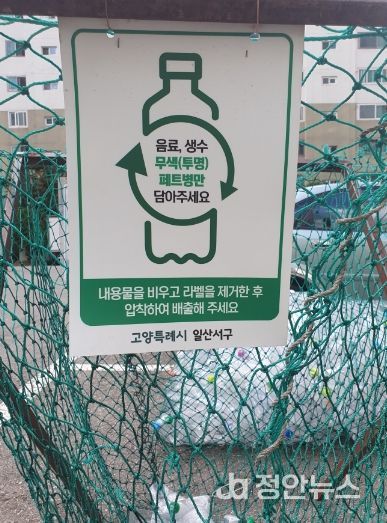 음료, 생수
무색(투명)
페트병만
담아주세요
내용물을 비우고 라벨을 제거한 후
압착하여 배출해 주세요
고양특례시 일산서구
정안뉴스